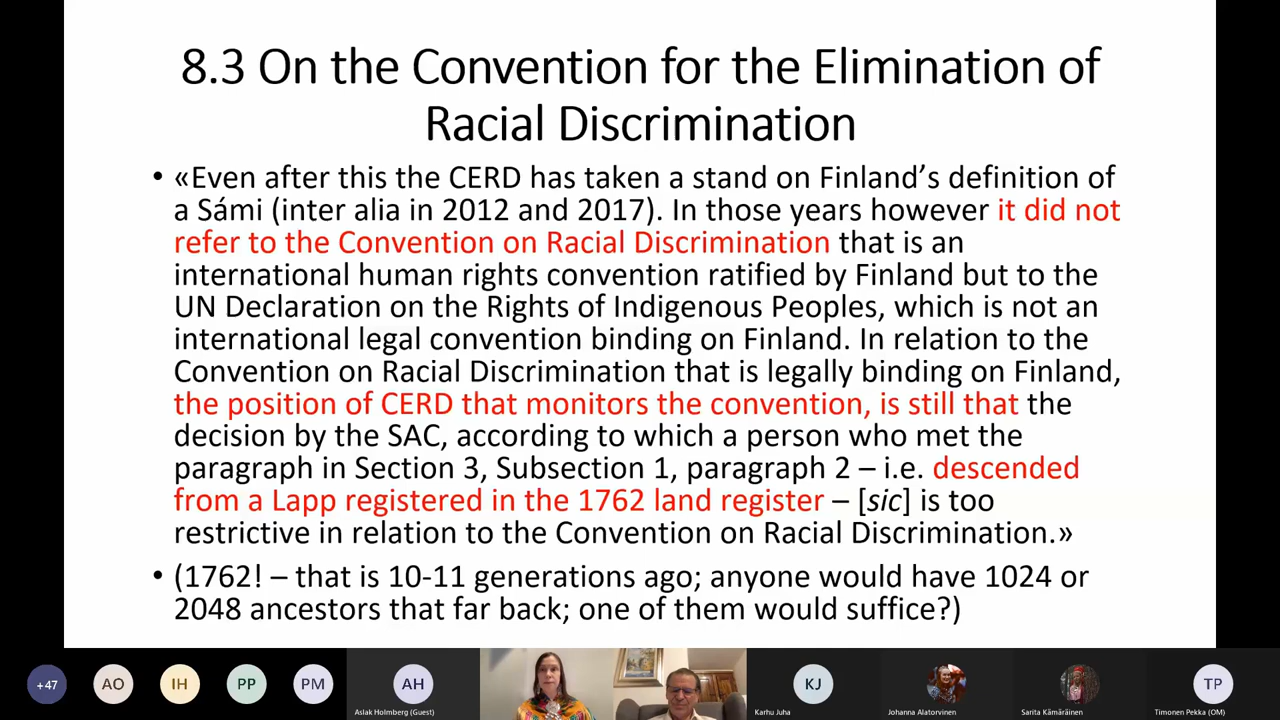 8.3 On the Convention for the Elimination of
Racial Discrimination
• «Even after this the CERD has taken a stand on Finland’s definition of
a Sámi (inter alia in 2012 and 2017). In those years however it did not
refer to the Convention on Racial Discrimination that is an
international human rights convention ratified by Finland but to the
UN Declaration on the Rights of Indigenous Peoples, which is not an
international legal convention binding on Finland. In relation to the
Convention on Racial Discrimination that is legally binding on Finland,
the position of CERD that monitors the convention, is still that the
decision by the SAC, according to which a person who met the
paragraph in Section 3, Subsection 1, paragraph 2 – i.e. descended
from a Lapp registered in the 1762 land register – [sic] is too
restrictive in relation to the Convention on Racial Discrimination.»
• (1762! – that is 10-11 generations ago; anyone would have 1024 or
2048 ancestors that far back; one of them would suffice?)
+47 AO IH PP PM AH KJ TP
Aslak Holmberg (Guest) Karhu Juha Johanna Alatorvinen Sarita Kämäräinen Timonen Pekka (OM)